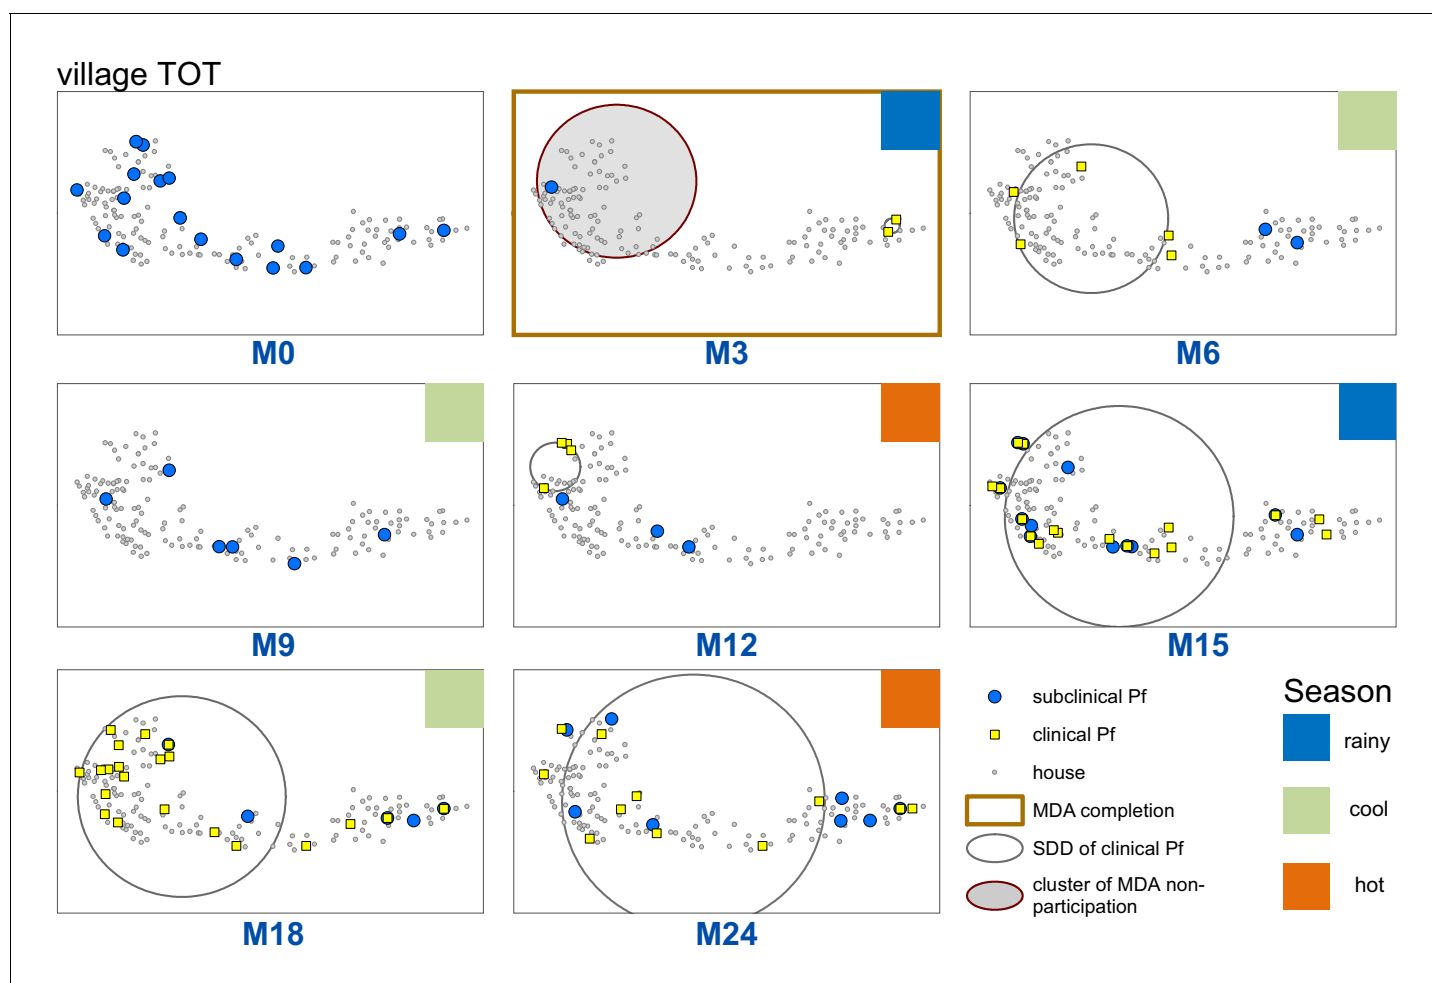 village TOT
M0
M3
M6
M9
M12
M15
M18
M24
subclinical Pf
clinical Pf
house
MDA completion
SDD of clinical Pf
cluster of MDA non-
participation
Season
rainy
cool
hot